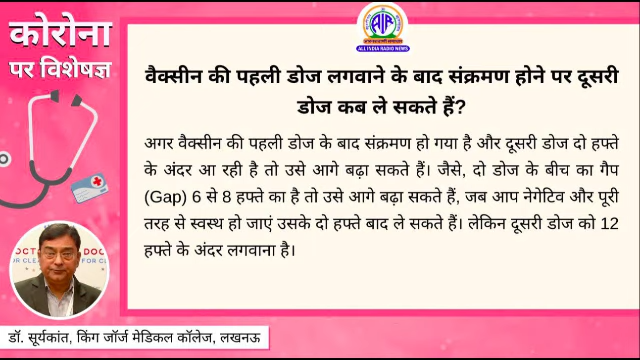 कोरोना
पर विशेषज्ञ
AIR
ALL INDIA RADIO NEWS
वैक्सीन की पहली डोज लगवाने के बाद संक्रमण होने पर दूसरी
डोज कब ले सकते हैं?
अगर वैक्सीन की पहली डोज के बाद संक्रमण हो गया है और दूसरी डोज दो हफ्ते
के अंदर आ रही है तो उसे आगे बढ़ा सकते हैं। जैसे, दो डोज के बीच का गैप
(Gap) 6 से 8 हफ्ते का है तो उसे आगे बढ़ा सकते हैं, जब आप नेगेटिव और पूरी
तरह से स्वस्थ हो जाएं उसके दो हफ्ते बाद ले सकते हैं। लेकिन दूसरी डोज को 12
हफ्ते के अंदर लगवाना है।
डॉ. सूर्यकांत, किंग जॉर्ज मेडिकल कॉलेज, लखनऊ